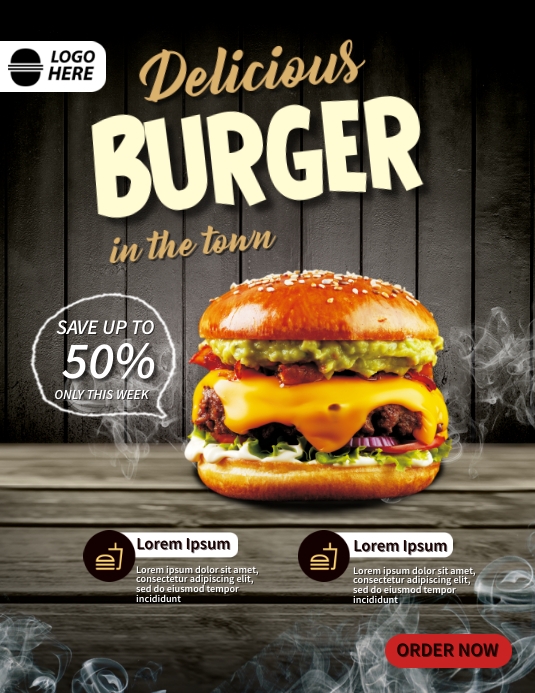 LOGO
HERE
Delicious
BURGER
in the town
SAVE UP TO
50%
ONLY THIS WEEK
Lorem Ipsum
Lorem ipsum dolor sit amet,
consectetur adipiscing elit,
sed do eiusmod tempor
incididunt
Lorem Ipsum
Lorem ipsum dolor sit amet,
consectetur adipiscing elit,
sed do eiusmod tempor
incididunt
ORDER NOW